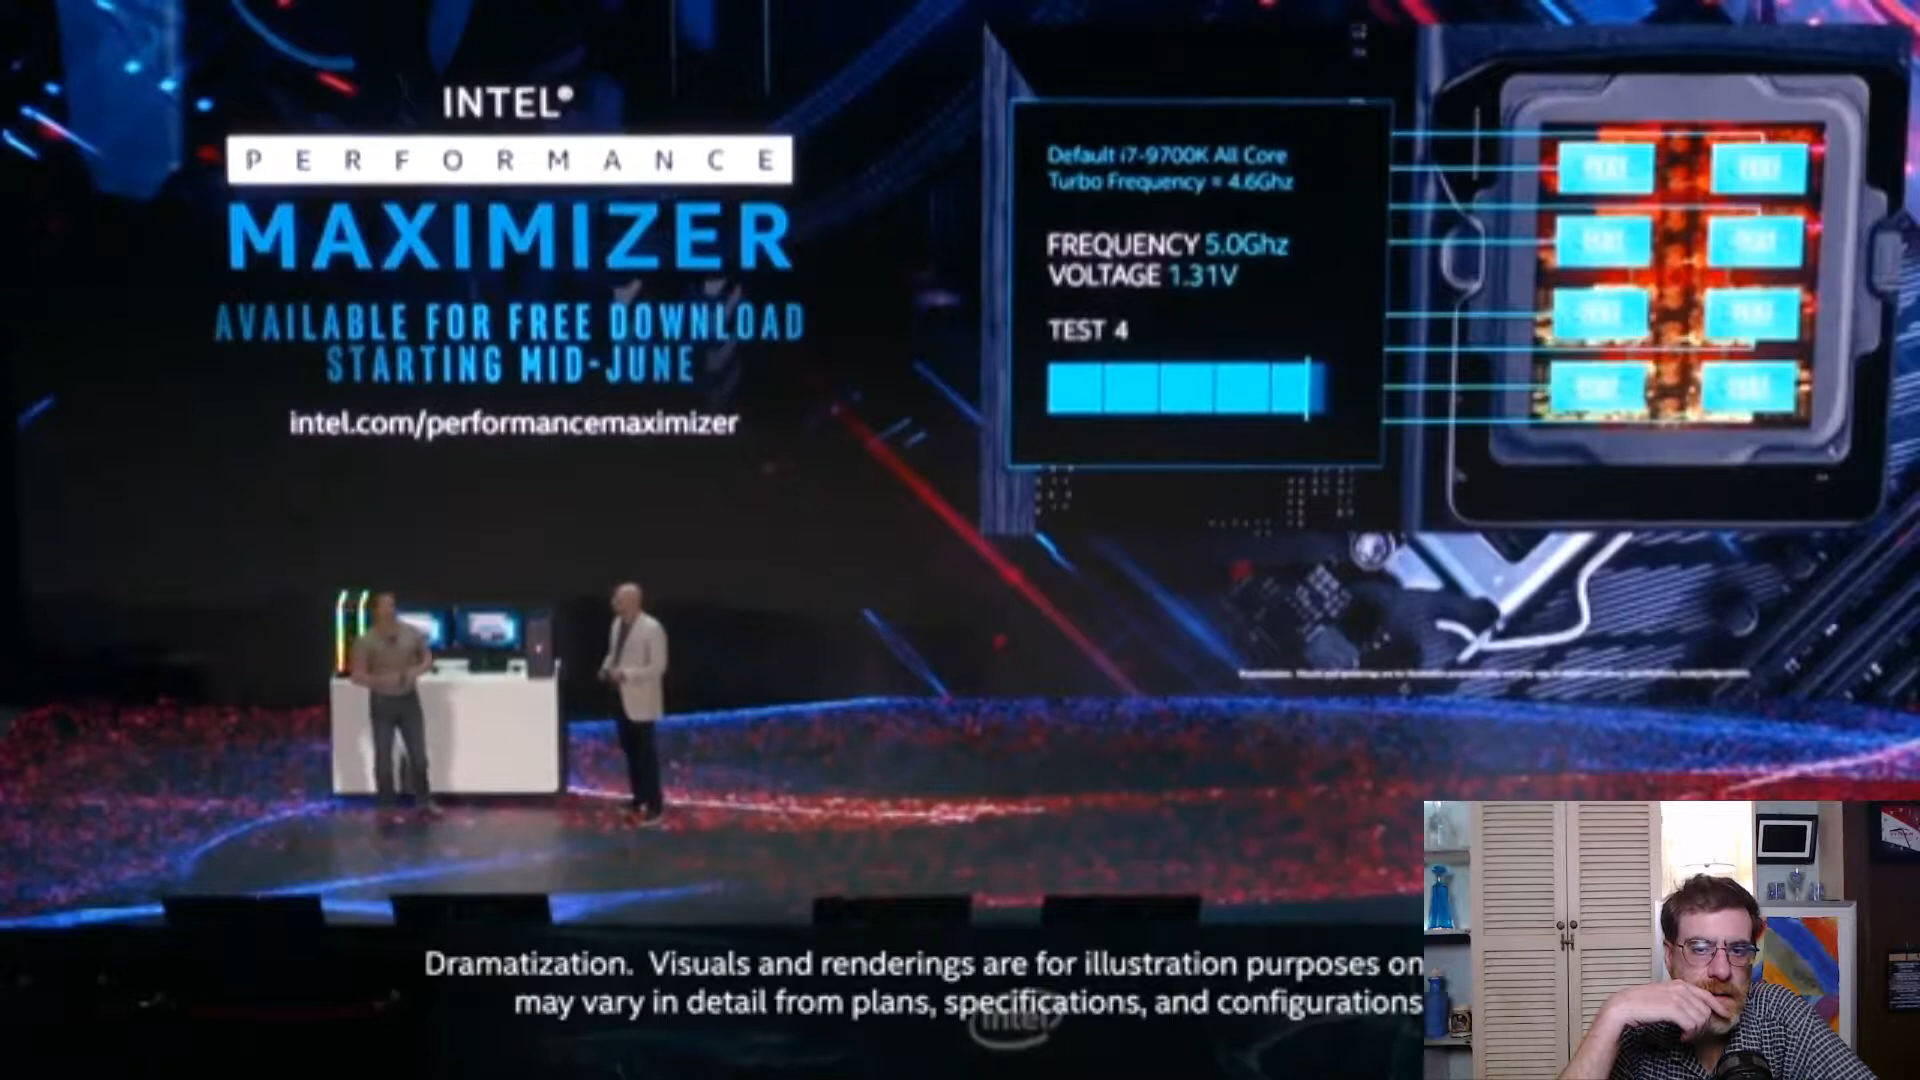 INTEL®
PERFORMANCE
MAXIMIZER
AVAILABLE FOR FREE DOWNLOAD
STARTING MID-JUNE
intel.com/performancemaximizer
Default i7-9700K All Core
Turbo Frequency = 4.6Ghz
FREQUENCY 5.0Ghz
VOLTAGE 1.31V
TEST 4
Dramatization. Visuals and renderings are for illustration purposes on
may vary in detail from plans, specifications, and configurations
intel